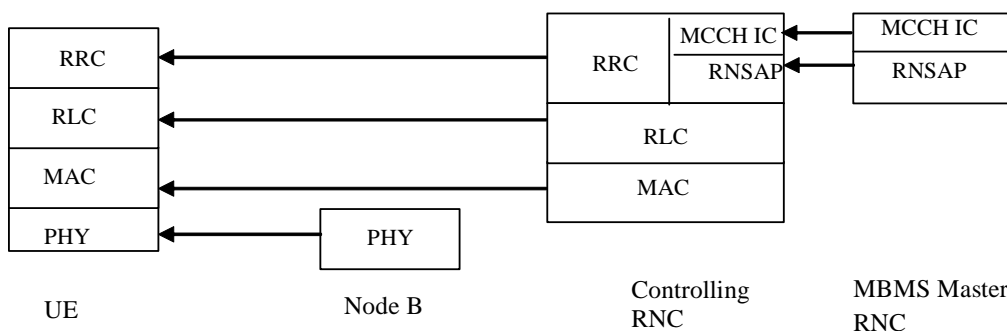 RRC
RLC
MAC
PHY
UE
PHY
Node B
RRC
MCCH IC
RNSAP
RLC
MAC
Controlling
RNC
MCCH IC
RNSAP
MBMS Master
RNC